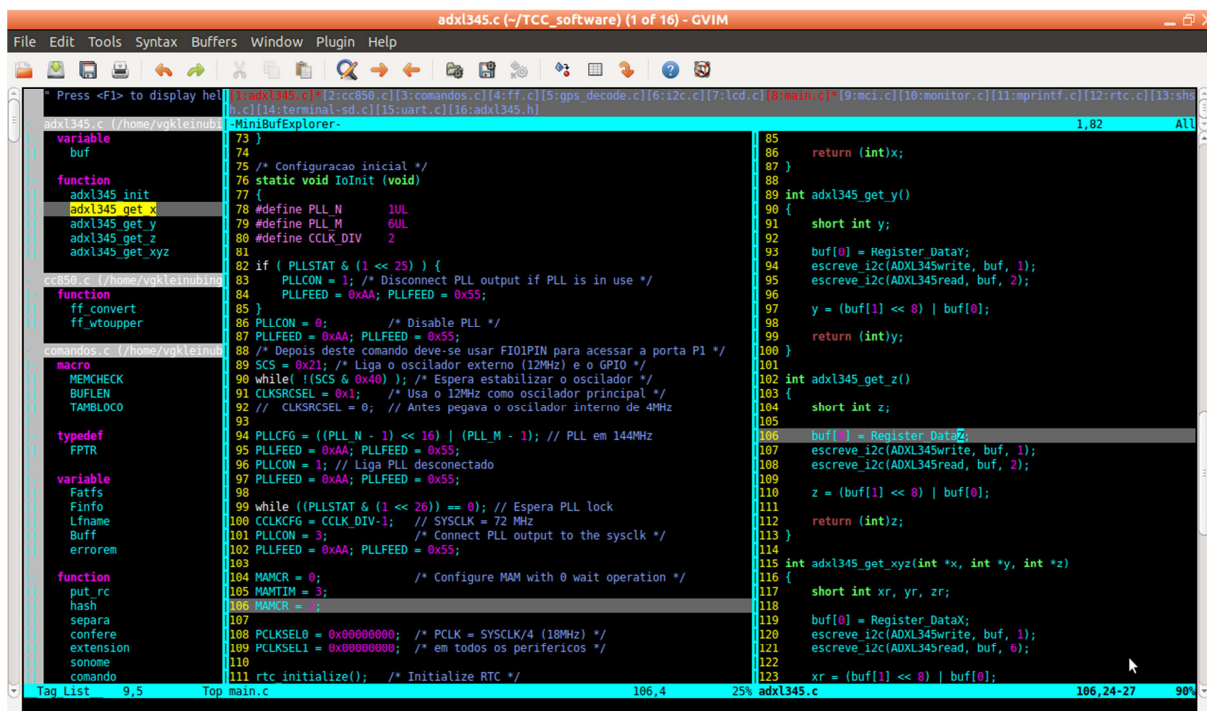 adxl345.c (~/TCC_software) (1 of 16) - GVIM
File Edit Tools Syntax Buffers Window Plugin Help
" Press <F1> to display hel
[1:adxl345.c]*[2:cc850.c][3:comandos.c][4:ff.c][5:gps_decode.c][6:i2c.c][7:lcd.c][8:main.c]*[9:mci.c][10:monitor.c][11:mprintf.c][12:rtc.c][13:shs
h.c][14:terminal-sd.c][15:uart.c][16:adxl345.h]
-MiniBufExplorer- 1,82 All
adxl345.c (/home/vgkleinubi
variable
buf
function
adxl345_init
adxl345_get_x
adxl345_get_y
adxl345_get_z
adxl345_get_xyz
cc850.c (/home/vgkleinubing
function
ff_convert
ff_wtoupper
comandos.c (/home/vgkleinub
macro
MEMCHECK
BUFLEN
TAMBLOCO
typedef
FPTR
variable
Fatfs
Finfo
Lfname
Buff
errorem
function
put_rc
hash
separa
confere
extension
sonome
comando
Tag_List 9,5 Top
73 }
74
75 /* Configuracao inicial */
76 static void IoInit (void)
77 {
78 #define PLL_N 1UL
79 #define PLL_M 6UL
80 #define CCLK_DIV 2
81
82 if ( PLLSTAT & (1 << 25) ) {
83 PLLCON = 1; /* Disconnect PLL output if PLL is in use */
84 PLLFEED = 0xAA; PLLFEED = 0x55;
85 }
86 PLLCON = 0; /* Disable PLL */
87 PLLFEED = 0xAA; PLLFEED = 0x55;
88 /* Depois deste comando deve-se usar FIO1PIN para acessar a porta P1 */
89 SCS = 0x21; /* Liga o oscilador externo (12MHz) e o GPIO */
90 while( !(SCS & 0x40) ); /* Espera estabilizar o oscilador */
91 CLKSRCSEL = 0x1; /* Usa o 12MHz como oscilador principal */
92 // CLKSRCSEL = 0; // Antes pegava o oscilador interno de 4MHz
93
94 PLLCFG = ((PLL_N - 1) << 16) | (PLL_M - 1); // PLL em 144MHz
95 PLLFEED = 0xAA; PLLFEED = 0x55;
96 PLLCON = 1; // Liga PLL desconectado
97 PLLFEED = 0xAA; PLLFEED = 0x55;
98
99 while ((PLLSTAT & (1 << 26)) == 0); // Espera PLL lock
100 CCLKCFG = CCLK_DIV-1; // SYSCLK = 72 MHz
101 PLLCON = 3; /* Connect PLL output to the sysclk */
102 PLLFEED = 0xAA; PLLFEED = 0x55;
103
104 MAMCR = 0; /* Configure MAM with 0 wait operation */
105 MAMTIM = 3;
106 MAMCR = 2;
107
108 PCLKSEL0 = 0x00000000; /* PCLK = SYSCLK/4 (18MHz) */
109 PCLKSEL1 = 0x00000000; /* em todos os perifericos */
110
111 rtc_initialize(); /* Initialize RTC */
main.c 106,4 25%
85
86 return (int)x;
87 }
88
89 int adxl345_get_y()
90 {
91 short int y;
92
93 buf[0] = Register_DataY;
94 escreve_i2c(ADXL345write, buf, 1);
95 escreve_i2c(ADXL345read, buf, 2);
96
97 y = (buf[1] << 8) | buf[0];
98
99 return (int)y;
100 }
101
102 int adxl345_get_z()
103 {
104 short int z;
105
106 buf[0] = Register_DataZ;
107 escreve_i2c(ADXL345write, buf, 1);
108 escreve_i2c(ADXL345read, buf, 2);
109
110 z = (buf[1] << 8) | buf[0];
111
112 return (int)z;
113 }
114
115 int adxl345_get_xyz(int *x, int *y, int *z)
116 {
117 short int xr, yr, zr;
118
119 buf[0] = Register_DataX;
120 escreve_i2c(ADXL345write, buf, 1);
121 escreve_i2c(ADXL345read, buf, 6);
122
123 xr = (buf[1] << 8) | buf[0];
adxl345.c 106,24-27 90%